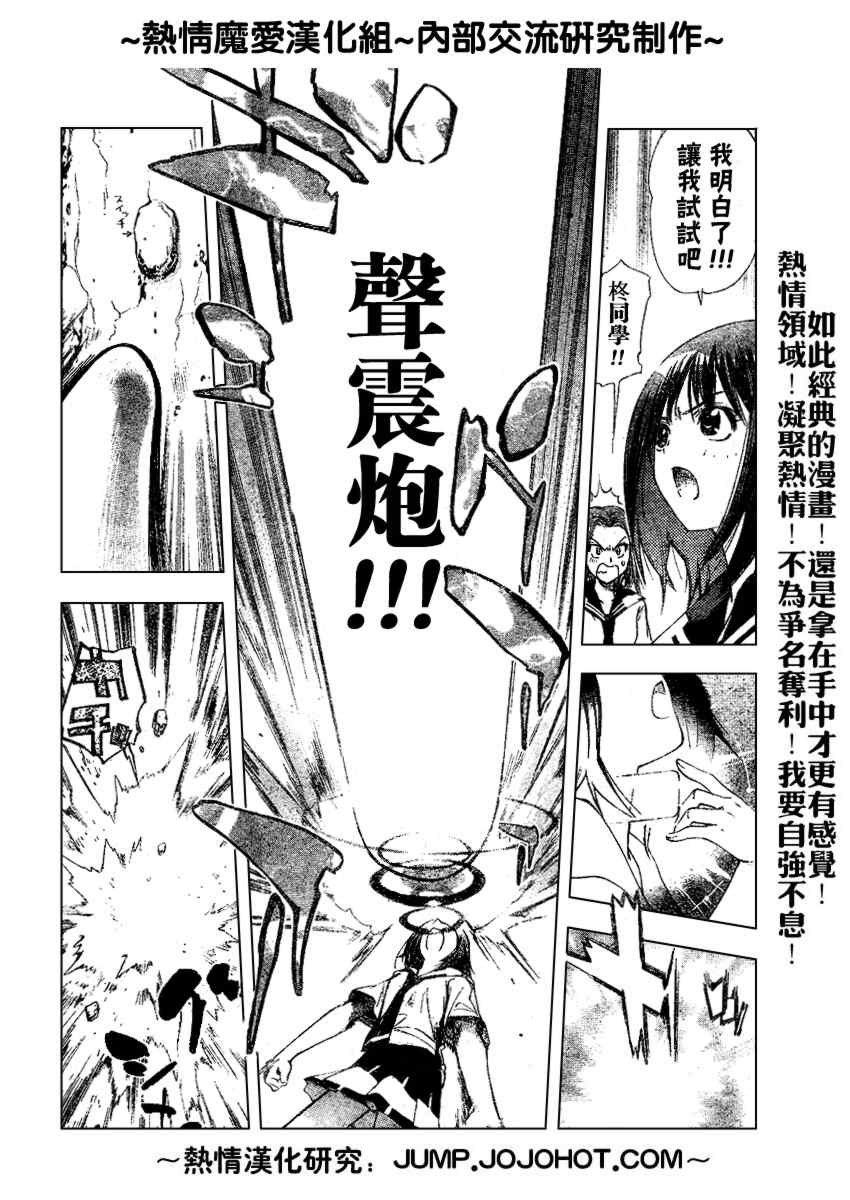 ~熱情魔愛漢化組~內部交流研究制作~
我明白了!!!
讓我試試吧
柊同學!!
聲震炮!!!
スイッチ→
如此經典的漫畫！還是拿在手中才更有感覺！
熱情領域！凝聚熱情！不為爭名奪利！我要自強不息！
～熱情漢化研究：JUMP.JOJOHOT.COM～